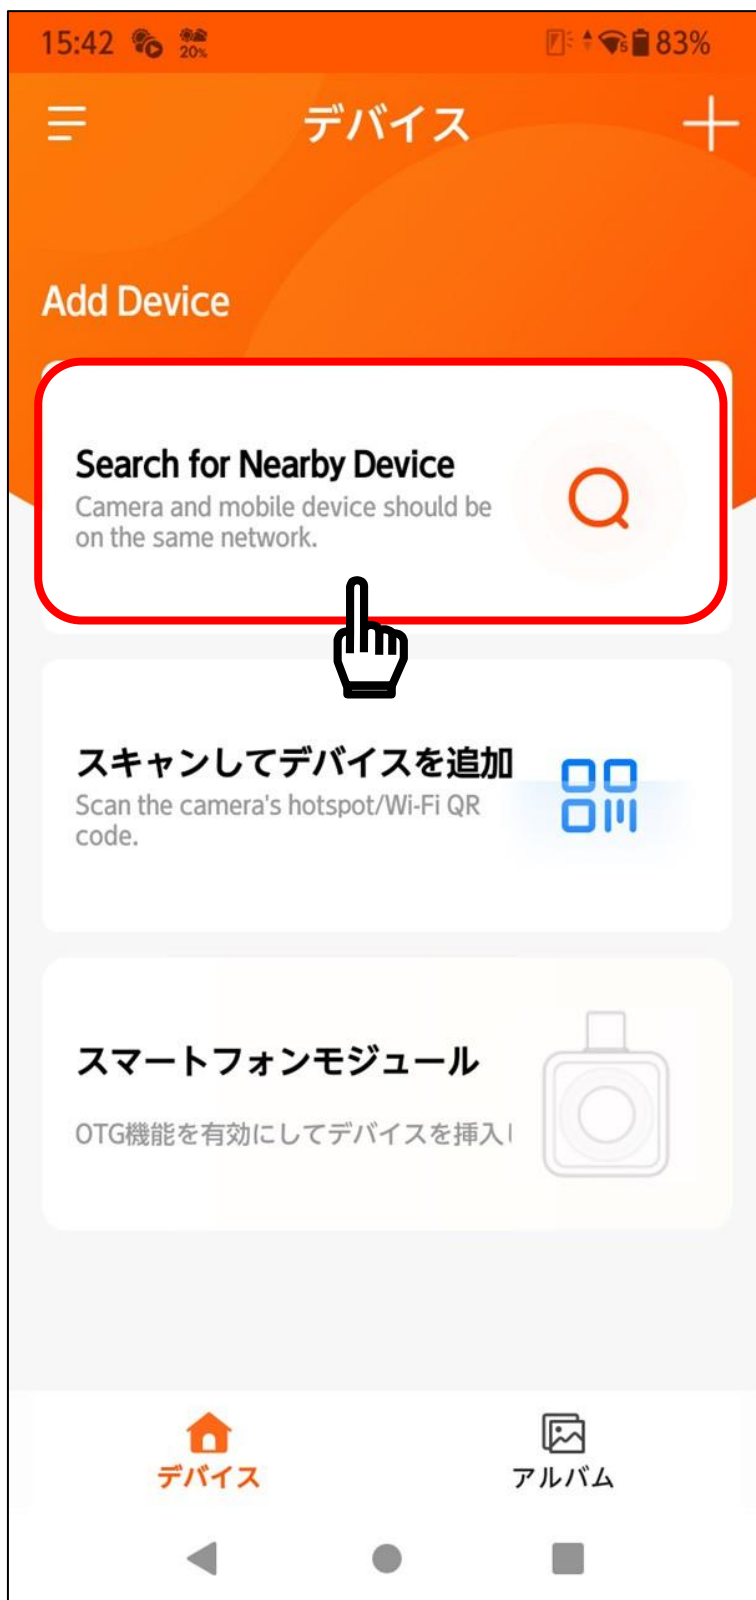 15:42
20%
5
83%
デバイス
Add Device
Search for Nearby Device
Camera and mobile device should be
on the same network.
スキャンしてデバイスを追加
Scan the camera's hotspot/Wi-Fi QR
code.
スマートフォンモジュール
OTG機能を有効にしてデバイスを挿入
デバイス
アルバム